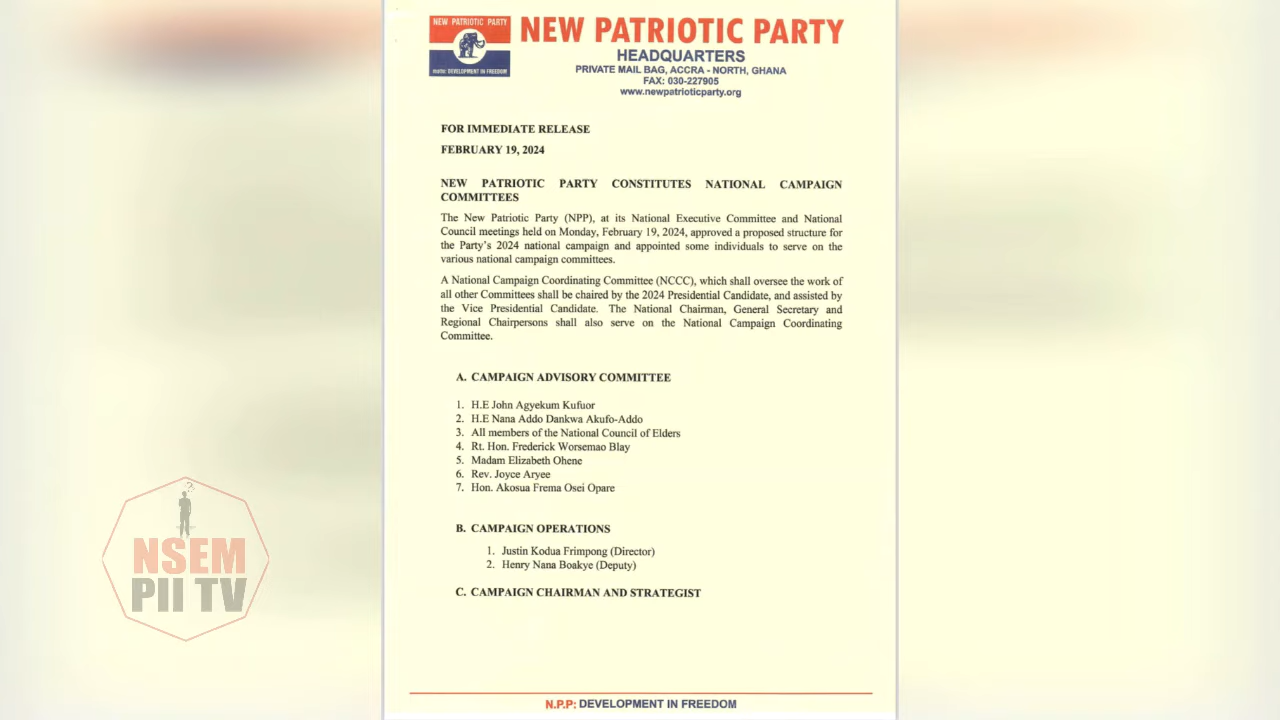 NEW PATRIOTIC PARTY
motto: DEVELOPMENT IN FREEDOM
NEW PATRIOTIC PARTY
HEADQUARTERS
PRIVATE MAIL BAG, ACCRA - NORTH, GHANA
FAX: 030-227905
www.newpatrioticparty.org
FOR IMMEDIATE RELEASE
FEBRUARY 19, 2024
NEW PATRIOTIC PARTY CONSTITUTES NATIONAL CAMPAIGN
COMMITTEES
The New Patriotic Party (NPP), at its National Executive Committee and National
Council meetings held on Monday, February 19, 2024, approved a proposed structure for
the Party's 2024 national campaign and appointed some individuals to serve on the
various national campaign committees.
A National Campaign Coordinating Committee (NCCC), which shall oversee the work of
all other Committees shall be chaired by the 2024 Presidential Candidate, and assisted by
the Vice Presidential Candidate. The National Chairman, General Secretary and
Regional Chairpersons shall also serve on the National Campaign Coordinating
Committee.
A. CAMPAIGN ADVISORY COMMITTEE
1. H.E John Agyekum Kufuor
2. H.E Nana Addo Dankwa Akufo-Addo
3. All members of the National Council of Elders
4. Rt. Hon. Frederick Worsemao Blay
5. Madam Elizabeth Ohene
6. Rev. Joyce Aryee
7. Hon. Akosua Frema Osei Opare
B. CAMPAIGN OPERATIONS
1. Justin Kodua Frimpong (Director)
2. Henry Nana Boakye (Deputy)
C. CAMPAIGN CHAIRMAN AND STRATEGIST
N.P.P: DEVELOPMENT IN FREEDOM
NSEM
PII TV